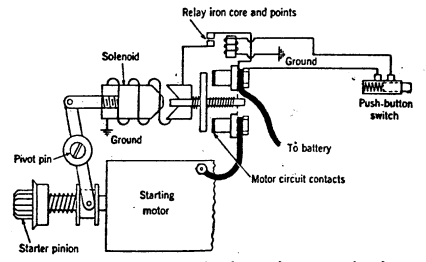 Relay iron core and points
Solenoid
Ground
Push-button
switch
Ground
To battery
Pivot pin
Motor circuit contacts
Starting
motor
Starter pinion